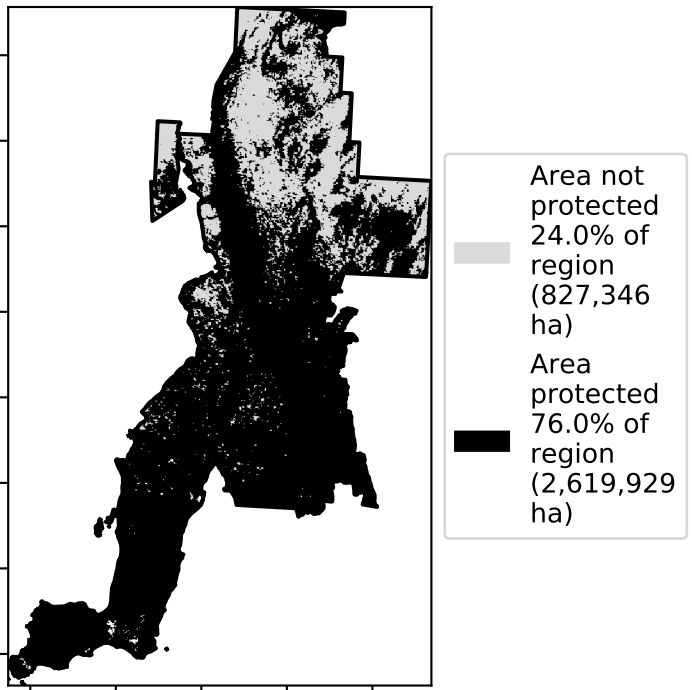 Area not
protected
24.0% of
region
(827,346
ha)
Area
protected
76.0% of
region
(2,619,929
ha)